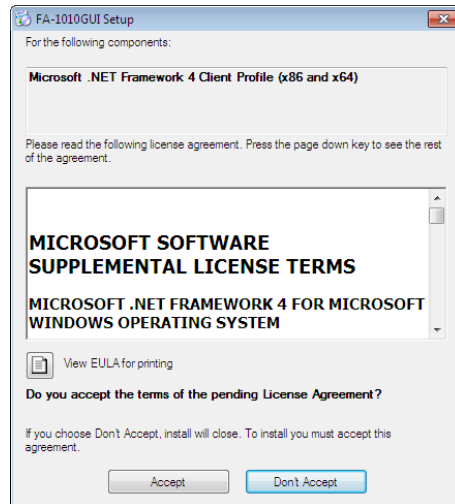 FA-1010GUI Setup
For the following components:
Microsoft .NET Framework 4 Client Profile (x86 and x64)
Please read the following license agreement. Press the page down key to see the rest
of the agreement.
MICROSOFT SOFTWARE
SUPPLEMENTAL LICENSE TERMS
MICROSOFT .NET FRAMEWORK 4 FOR MICROSOFT
WINDOWS OPERATING SYSTEM
View EULA for printing
Do you accept the terms of the pending License Agreement?
If you choose Don't Accept, install will close. To install you must accept this
agreement.
Accept Don't Accept